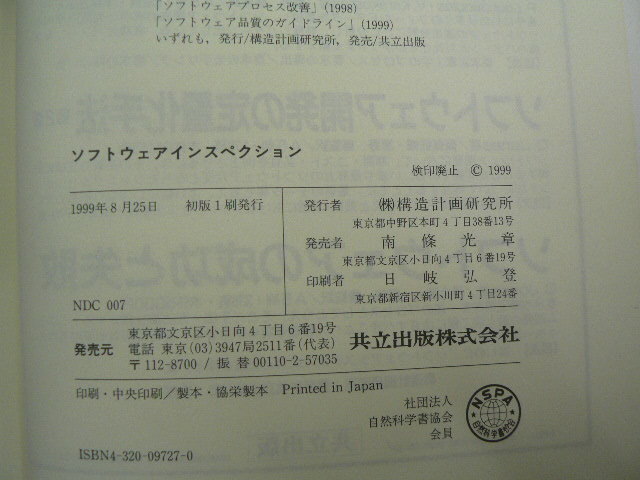 「ソフトウェアプロセス改善」(1998)
「ソフトウェア品質のガイドライン」(1999)
いずれも,発行/構造計画研究所,発売/共立出版
ソフトウェアインスペクション
検印廃止 © 1999
1999年8月25日 初版1刷発行
発行者 ㈱構造計画研究所
東京都中野区本町4丁目38番13号
発売者 南條光章
東京都文京区小日向4丁目6番19号
印刷者 日岐弘登
東京都新宿区新小川町4丁目24番
NDC 007
発売元
東京都文京区小日向4丁目6番19号
電話 東京(03)3947局2511番(代表)
〒112-8700 / 振替 00110-2-57035
共立出版株式会社
印刷・中央印刷/製本・協栄製本 Printed in Japan
社団法人
自然科学書協会
会員
NSPA
自然科学書協会
ISBN4-320-09727-0